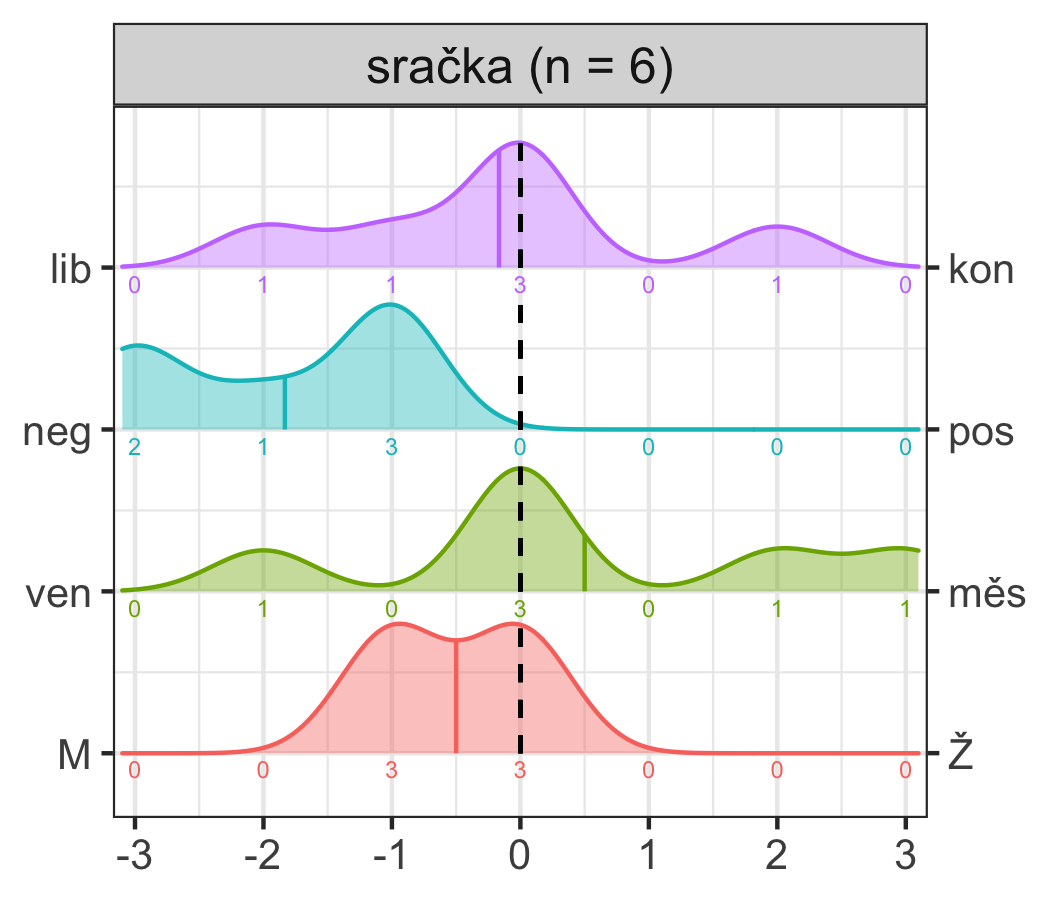 sračka (n = 6)
lib kon
0 1 1 3 0 1 0
neg pos
2 1 3 0 0 0 0
ven měs
0 1 0 3 0 1 1
M Ž
0 0 3 3 0 0 0
-3 -2 -1 0 1 2 3